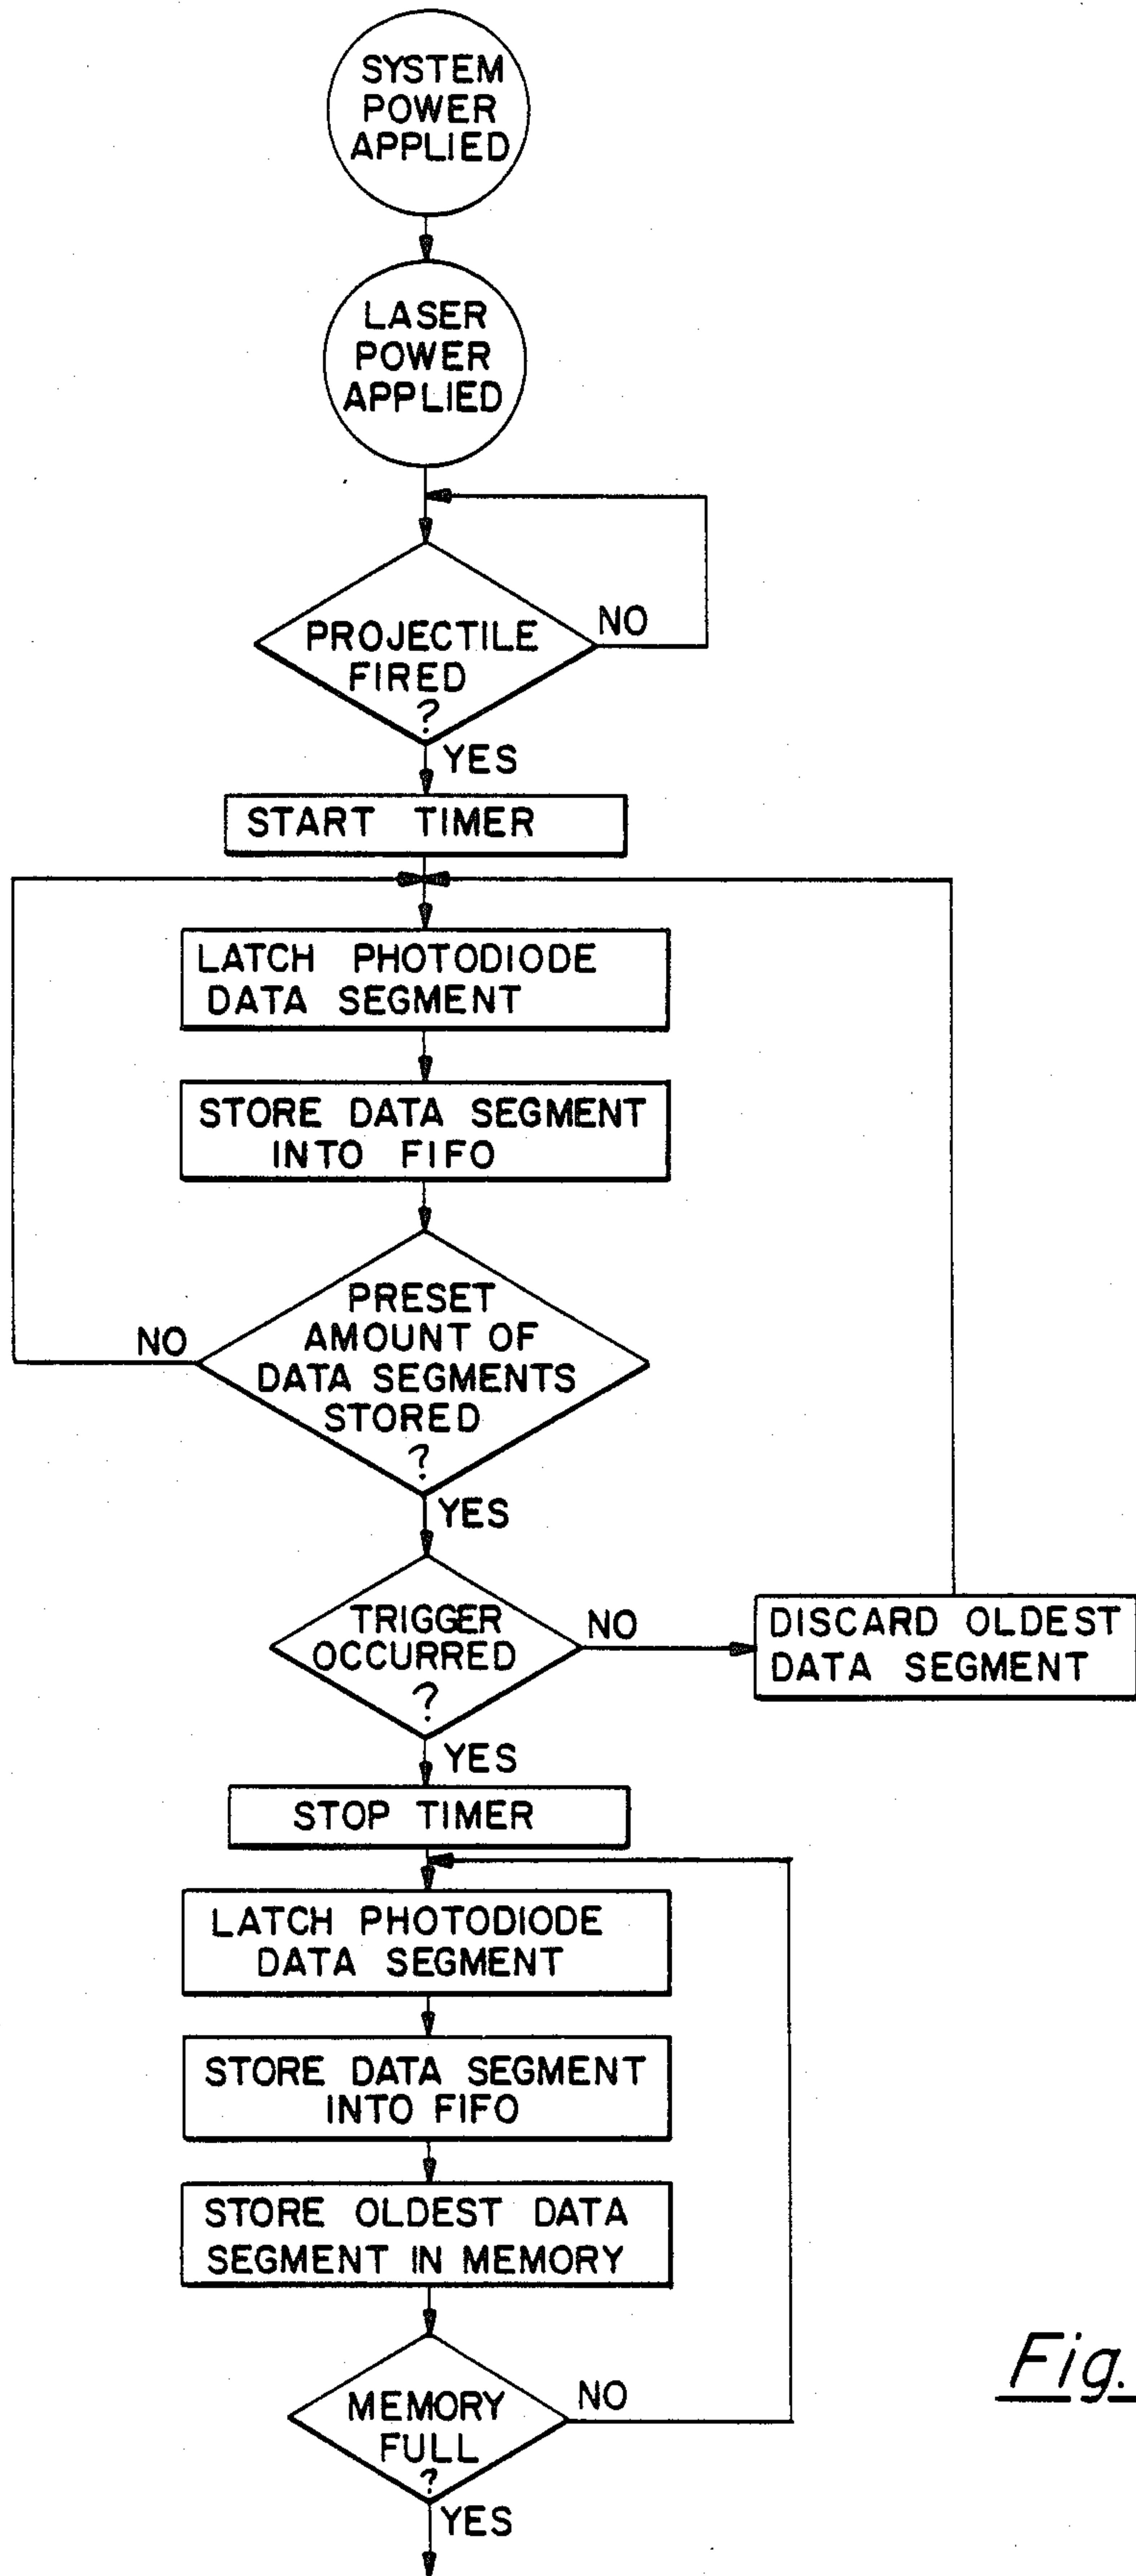 SYSTEM
POWER
APPLIED
LASER
POWER
APPLIED
PROJECTILE
FIRED
?
NO
YES
START TIMER
LATCH PHOTODIODE
DATA SEGMENT
STORE DATA SEGMENT
INTO FIFO
PRESET
AMOUNT OF
DATA SEGMENTS
STORED
?
NO
YES
TRIGGER
OCCURRED
?
NO
DISCARD OLDEST
DATA SEGMENT
YES
STOP TIMER
LATCH PHOTODIODE
DATA SEGMENT
STORE DATA SEGMENT
INTO FIFO
STORE OLDEST DATA
SEGMENT IN MEMORY
MEMORY
FULL
?
NO
YES
Fig.